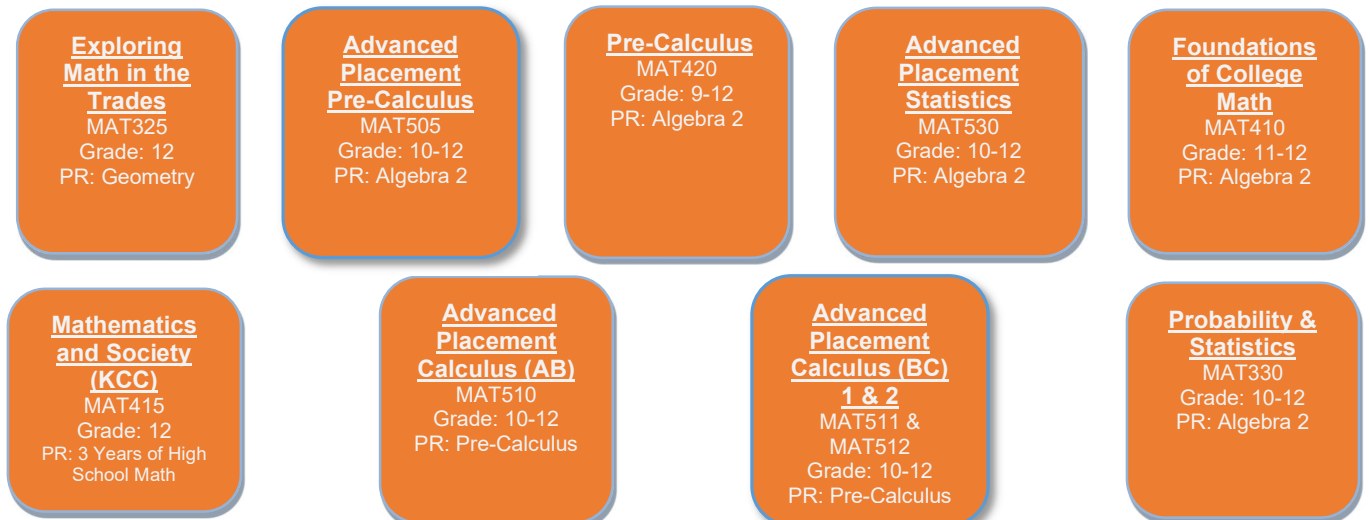 Exploring
Math in the
Trades
MAT325
Grade: 12
PR: Geometry
Advanced
Placement
Pre-Calculus
MAT505
Grade: 10-12
PR: Algebra 2
Pre-Calculus
MAT420
Grade: 9-12
PR: Algebra 2
Advanced
Placement
Statistics
MAT530
Grade: 10-12
PR: Algebra 2
Foundations
of College
Math
MAT410
Grade: 11-12
PR: Algebra 2
Mathematics
and Society
(KCC)
MAT415
Grade: 12
PR: 3 Years of High
School Math
Advanced
Placement
Calculus (AB)
MAT510
Grade: 10-12
PR: Pre-Calculus
Advanced
Placement
Calculus (BC)
1 & 2
MAT511 &
MAT512
Grade: 10-12
PR: Pre-Calculus
Probability &
Statistics
MAT330
Grade: 10-12
PR: Algebra 2